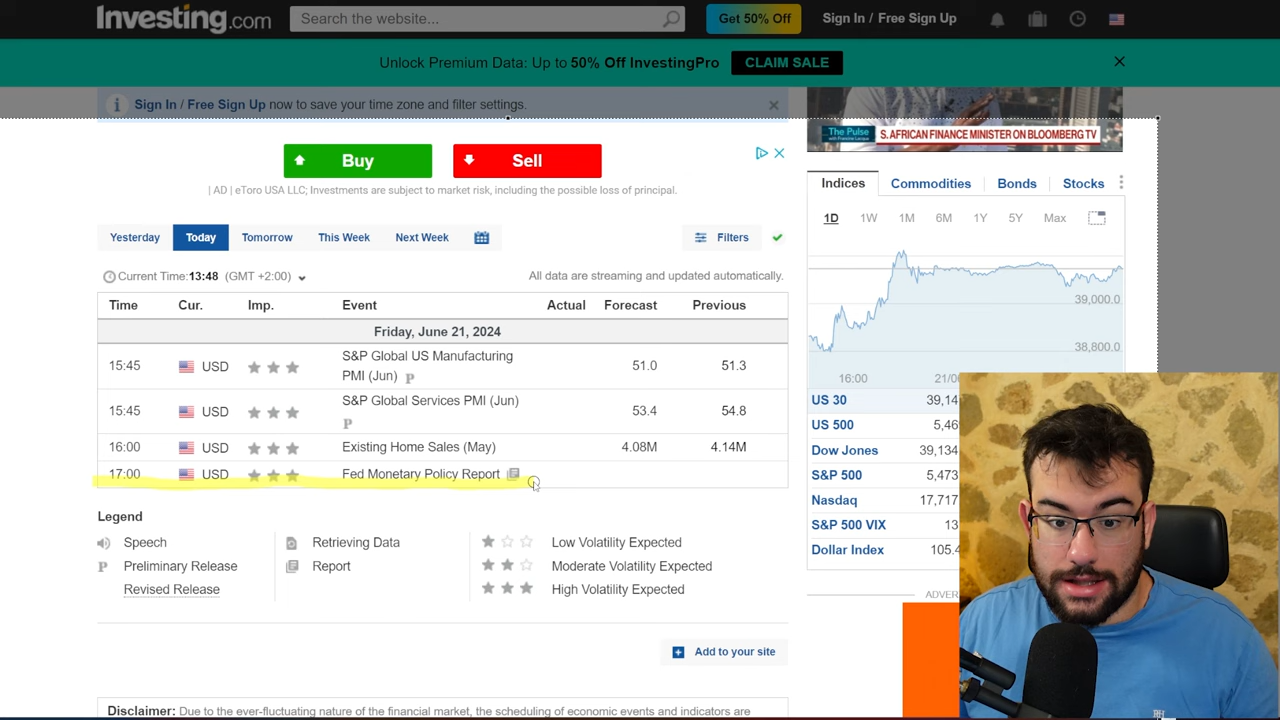 Investing.com
Search the website...
Get 50% Off
Sign In / Free Sign Up
Unlock Premium Data: Up to 50% Off InvestingPro
CLAIM SALE
Sign In / Free Sign Up now to save your time zone and filter settings.
The Pulse
S. AFRICAN FINANCE MINISTER ON BLOOMBERG TV
Buy
Sell
| AD | eToro USA LLC; Investments are subject to market risk, including the possible loss of principal.
Yesterday Today Tomorrow This Week Next Week Filters
Current Time: 13:48 (GMT +2:00)
All data are streaming and updated automatically.
Time Cur. Imp. Event Actual Forecast Previous
Friday, June 21, 2024
15:45 USD S&P Global US Manufacturing PMI (Jun) P 51.0 51.3
15:45 USD S&P Global Services PMI (Jun) P 53.4 54.8
16:00 USD Existing Home Sales (May) 4.08M 4.14M
17:00 USD Fed Monetary Policy Report
Legend
Speech
P Preliminary Release
Revised Release
Retrieving Data
Report
Low Volatility Expected
Moderate Volatility Expected
High Volatility Expected
Add to your site
Disclaimer: Due to the ever-fluctuating nature of the financial market, the scheduling of economic events and indicators are
Indices Commodities Bonds Stocks
1D 1W 1M 6M 1Y 5Y Max
39,000.0
38,800.0
16:00 21/06
US 30 39,14
US 500 5,46
Dow Jones 39,134
S&P 500 5,473
Nasdaq 17,717
S&P 500 VIX 13
Dollar Index 105.4